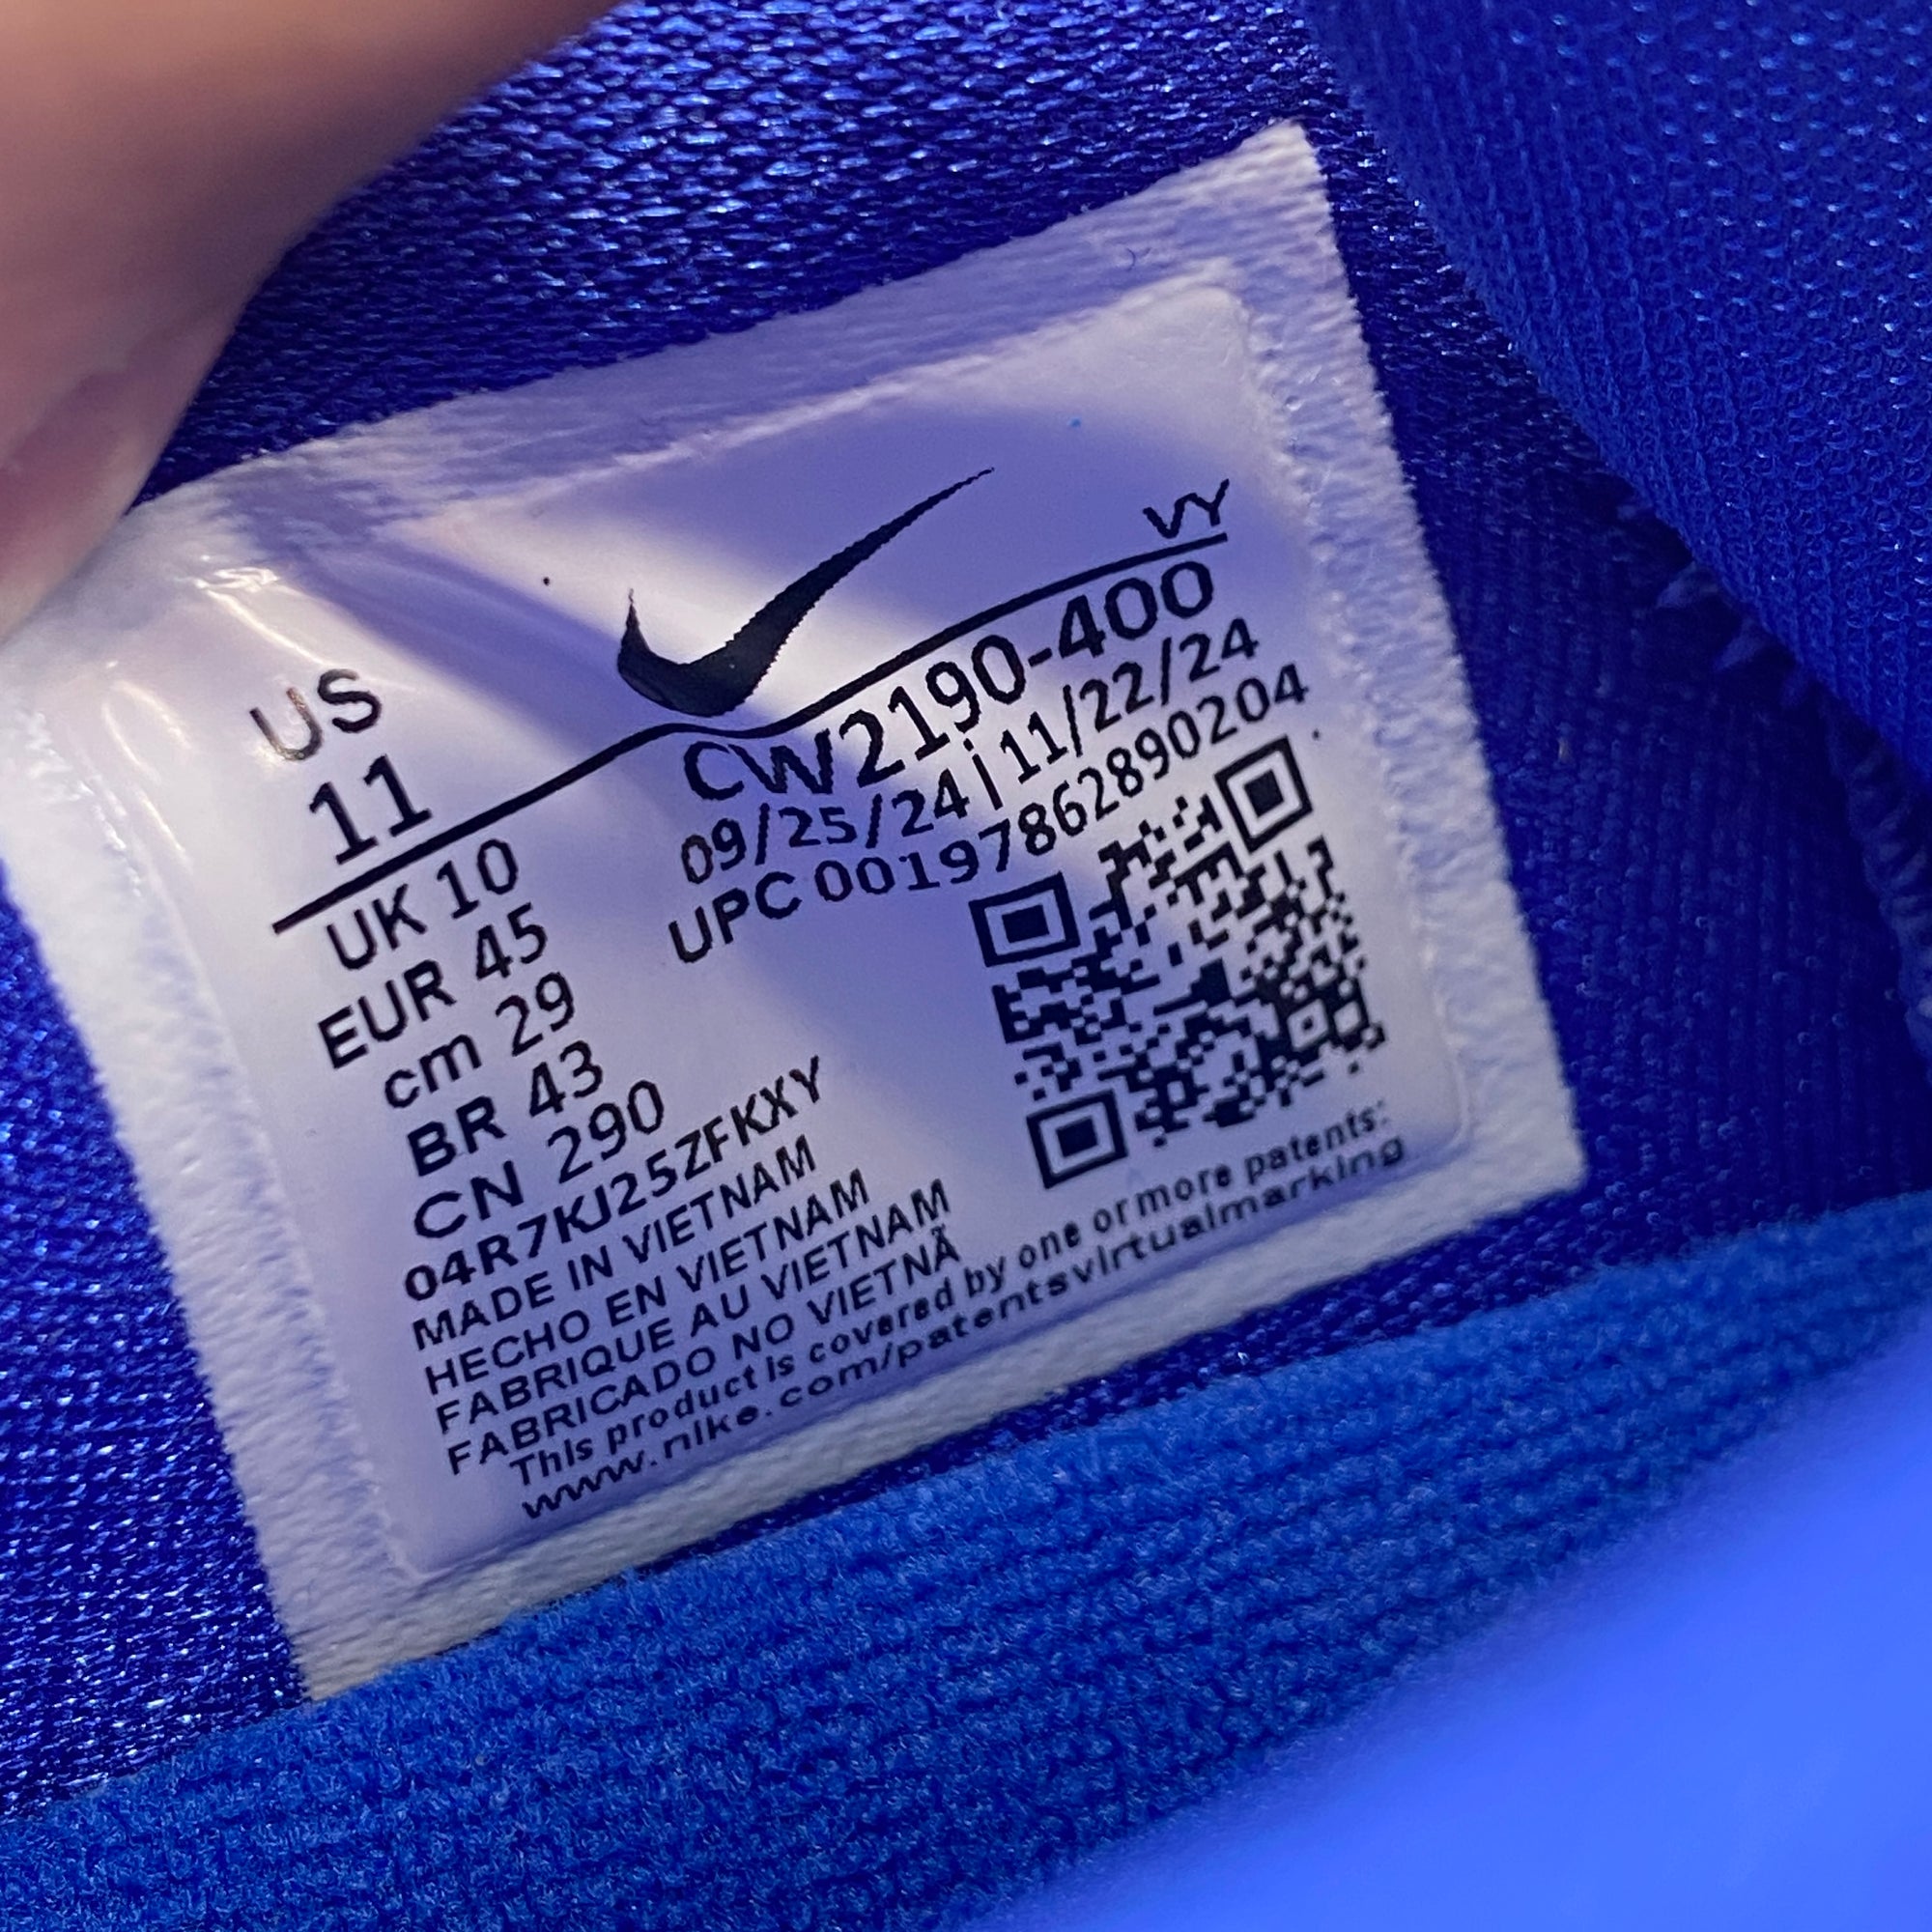 VY
US
11
CW2190-400
09/25/24 | 11/22/24
UPC 00197862890204
UK 10
EUR 45
cm 29
BR 43
CN 290
04R7KJ25ZFKXY
MADE IN VIETNAM
HECHO EN VIETNAM
FABRIQUE AU VIETNAM
FABRICADO NO VIETNÃ
This product is covered by one or more patents:
www.nike.com/patentsvirtualmarking